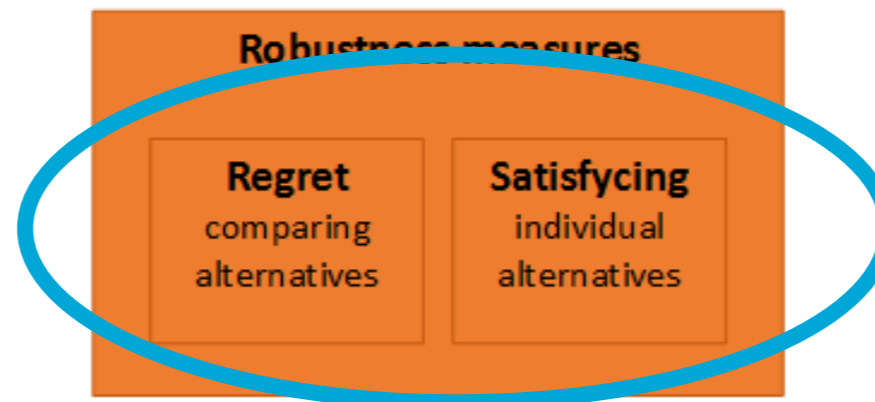 Robustness measures
Regret
comparing
alternatives
Satisfycing
individual
alternatives